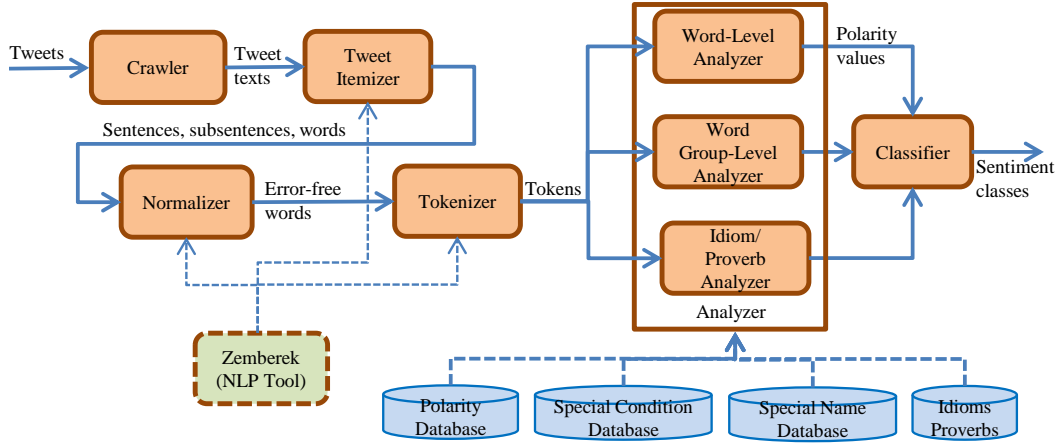 Tweets
Crawler
Tweet
texts
Tweet
Itemizer
Sentences, subsentences, words
Normalizer
Error-free
words
Tokenizer
Tokens
Zemberek
(NLP Tool)
Word-Level
Analyzer
Word
Group-Level
Analyzer
Idiom/
Proverb
Analyzer
Analyzer
Polarity
values
Classifier
Sentiment
classes
Polarity
Database
Special Condition
Database
Special Name
Database
Idioms
Proverbs